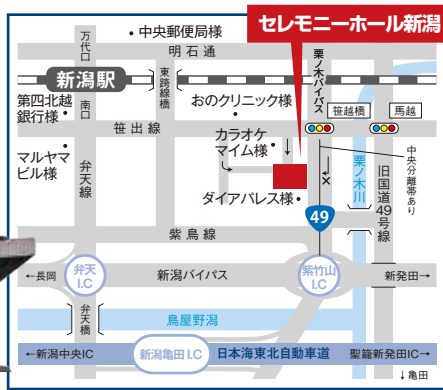 セレモニーホール新潟
万代口
・中央郵便局様
明石通
栗ノ木バイパス
新潟駅
東跨線橋
南口
第四北越
銀行様・
おのクリニック様
笹越橋
馬越
笹出線
カラオケ
マイム様・
マルヤマ
ビル様
弁天線
ダイアパレス様・
栗ノ木川
中央分離帯あり
旧国道49号線
49
紫鳥線
←長岡
弁天
I.C
新潟バイパス
紫竹山
I.C
新発田→
弁天橋
鳥屋野潟
←新潟中央IC
新潟亀田I.C
日本海東北自動車道
聖籠新発田IC→
↓亀田